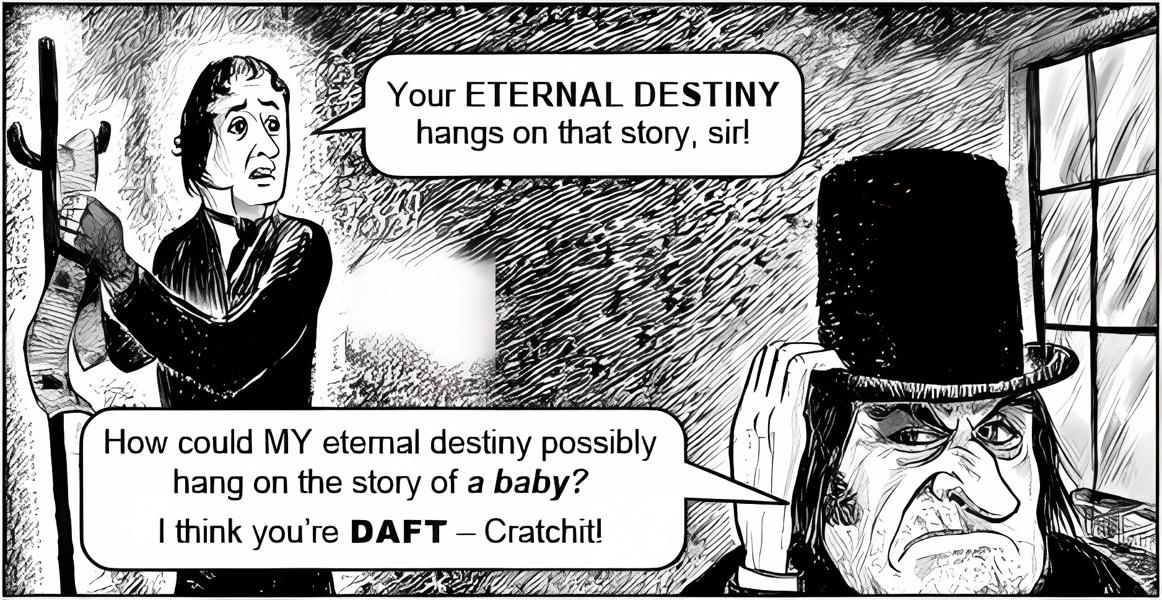 Your ETERNAL DESTINY
hangs on that story, sir!
How could MY eternal destiny possibly
hang on the story of a baby?
I think you're DAFT – Cratchit!